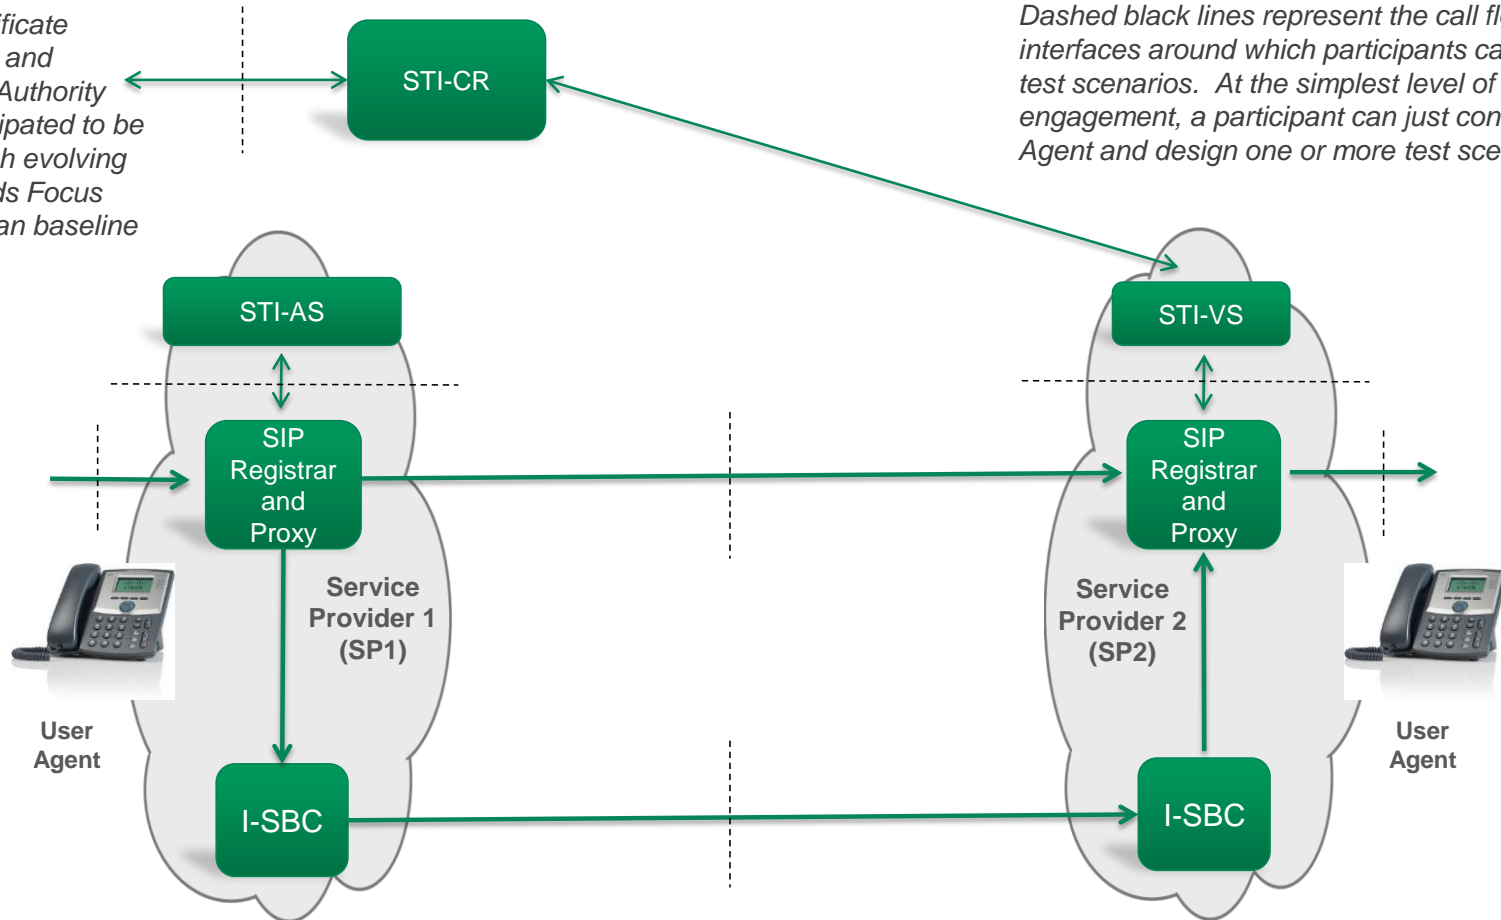 ificate
and
Authority
ipated to be
h evolving
ds Focus
an baseline
STI-CR
Dashed black lines represent the call fl
interfaces around which participants ca
test scenarios. At the simplest level of
engagement, a participant can just con
Agent and design one or more test sce
STI-AS
STI-VS
SIP
Registrar
and
Proxy
SIP
Registrar
and
Proxy
Service
Provider 1
(SP1)
Service
Provider 2
(SP2)
User
Agent
User
Agent
I-SBC
I-SBC